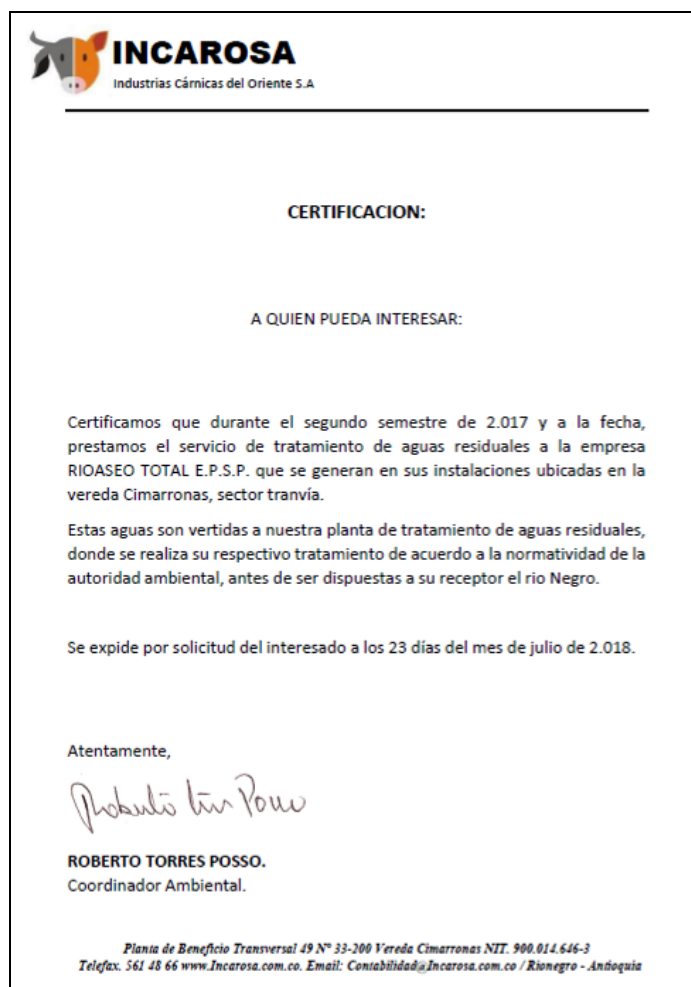 INCAROSA
Industrias Cárnicas del Oriente S.A
CERTIFICACION:
A QUIEN PUEDA INTERESAR:
Certificamos que durante el segundo semestre de 2.017 y a la fecha,
prestamos el servicio de tratamiento de aguas residuales a la empresa
RIOASEO TOTAL E.P.S.P. que se generan en sus instalaciones ubicadas en la
vereda Cimarronas, sector tranvía.
Estas aguas son vertidas a nuestra planta de tratamiento de aguas residuales,
donde se realiza su respectivo tratamiento de acuerdo a la normatividad de la
autoridad ambiental, antes de ser dispuestas a su receptor el rio Negro.
Se expide por solicitud del interesado a los 23 días del mes de julio de 2.018.
Atentamente,
ROBERTO TORRES POSSO.
Coordinador Ambiental.
Planta de Beneficio Transversal 49 Nº 33-200 Vereda Cimarronas NIT. 900.014.646-3
Telefax. 561 48 66 www.Incarosa.com.co. Email: Contabilidad@Incarosa.com.co / Rionegro - Antioquia